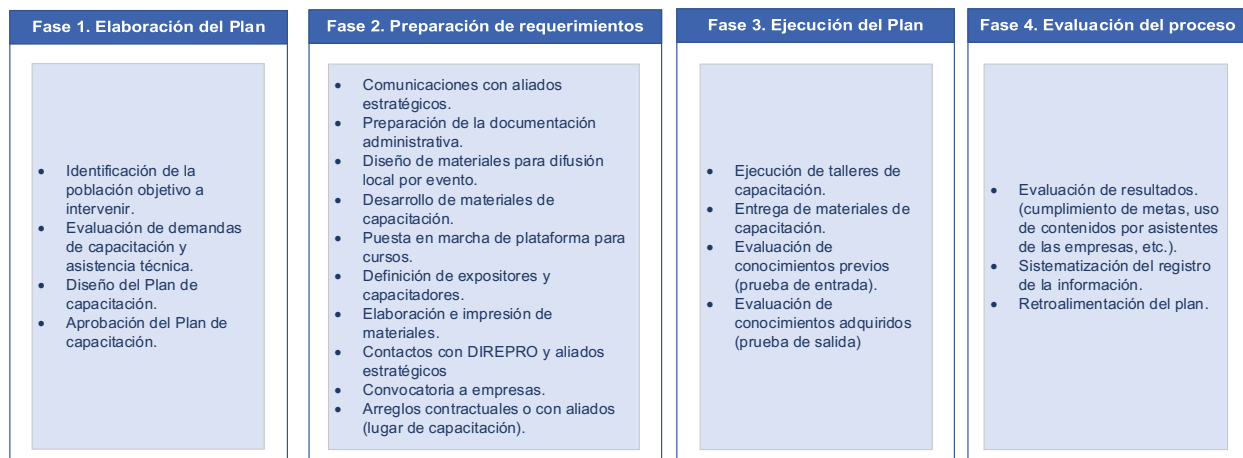 Fase 1. Elaboración del Plan
• Identificación de la
población objetivo a
intervenir.
• Evaluación de demandas
de capacitación y
asistencia técnica.
• Diseño del Plan de
capacitación.
• Aprobación del Plan de
capacitación.
Fase 2. Preparación de requerimientos
• Comunicaciones con aliados
estratégicos.
• Preparación de la documentación
administrativa.
• Diseño de materiales para difusión
local por evento.
• Desarrollo de materiales de
capacitación.
• Puesta en marcha de plataforma para
cursos.
• Definición de expositores y
capacitadores.
• Elaboración e impresión de
materiales.
• Contactos con DIREPRO y aliados
estratégicos
• Convocatoria a empresas.
• Arreglos contractuales o con aliados
(lugar de capacitación).
Fase 3. Ejecución del Plan
• Ejecución de talleres de
capacitación.
• Entrega de materiales de
capacitación.
• Evaluación de
conocimientos previos
(prueba de entrada).
• Evaluación de
conocimientos adquiridos
(prueba de salida)
Fase 4. Evaluación del proceso
• Evaluación de resultados.
(cumplimiento de metas, uso
de contenidos por asistentes
de las empresas, etc.).
• Sistematización del registro
de la información.
• Retroalimentación del plan.